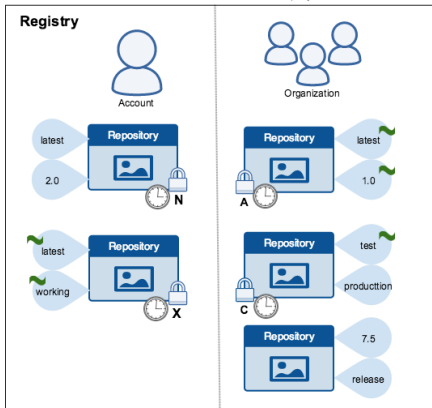 Registry
Account
Organization
latest
Repository
2.0
N
Repository
latest
1.0
A
latest
Repository
working
X
Repository
test
producttion
C
Repository
7.5
release